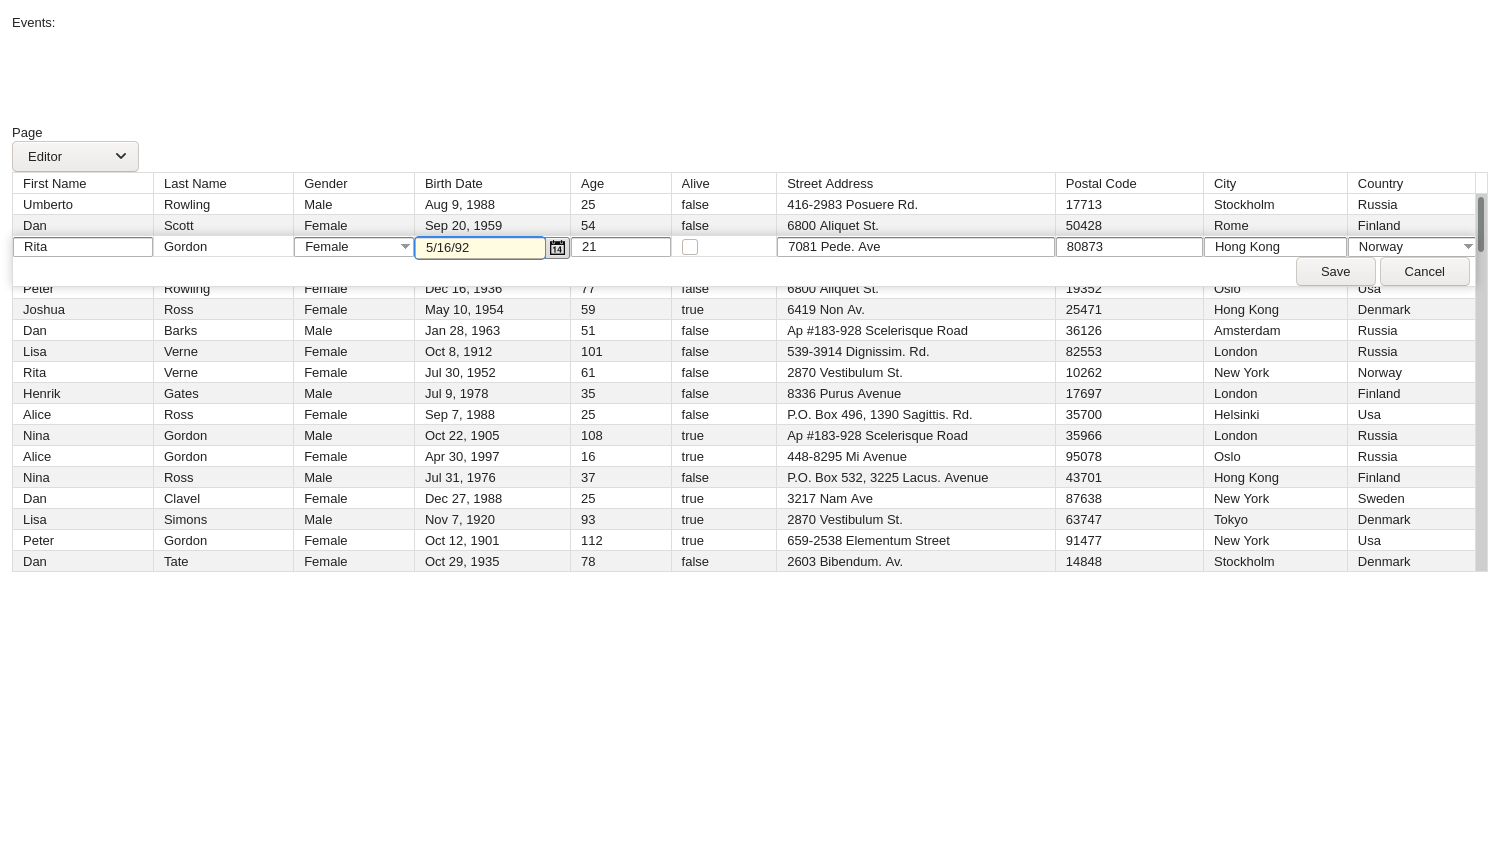 Events:
Page
Editor
First Name Last Name Gender Birth Date Age Alive Street Address Postal Code City Country
Umberto Rowling Male Aug 9, 1988 25 false 416-2983 Posuere Rd. 17713 Stockholm Russia
Dan Scott Female Sep 20, 1959 54 false 6800 Aliquet St. 50428 Rome Finland
Rita Gordon Female 5/16/92 14 21 7081 Pede. Ave 80873 Hong Kong Norway
Save Cancel
Peter Rowling Female Dec 16, 1936 77 false 6800 Aliquet St. 19352 Oslo Usa
Joshua Ross Female May 10, 1954 59 true 6419 Non Av. 25471 Hong Kong Denmark
Dan Barks Male Jan 28, 1963 51 false Ap #183-928 Scelerisque Road 36126 Amsterdam Russia
Lisa Verne Female Oct 8, 1912 101 false 539-3914 Dignissim. Rd. 82553 London Russia
Rita Verne Female Jul 30, 1952 61 false 2870 Vestibulum St. 10262 New York Norway
Henrik Gates Male Jul 9, 1978 35 false 8336 Purus Avenue 17697 London Finland
Alice Ross Female Sep 7, 1988 25 false P.O. Box 496, 1390 Sagittis. Rd. 35700 Helsinki Usa
Nina Gordon Male Oct 22, 1905 108 true Ap #183-928 Scelerisque Road 35966 London Russia
Alice Gordon Female Apr 30, 1997 16 true 448-8295 Mi Avenue 95078 Oslo Russia
Nina Ross Male Jul 31, 1976 37 false P.O. Box 532, 3225 Lacus. Avenue 43701 Hong Kong Finland
Dan Clavel Female Dec 27, 1988 25 true 3217 Nam Ave 87638 New York Sweden
Lisa Simons Male Nov 7, 1920 93 true 2870 Vestibulum St. 63747 Tokyo Denmark
Peter Gordon Female Oct 12, 1901 112 true 659-2538 Elementum Street 91477 New York Usa
Dan Tate Female Oct 29, 1935 78 false 2603 Bibendum. Av. 14848 Stockholm Denmark